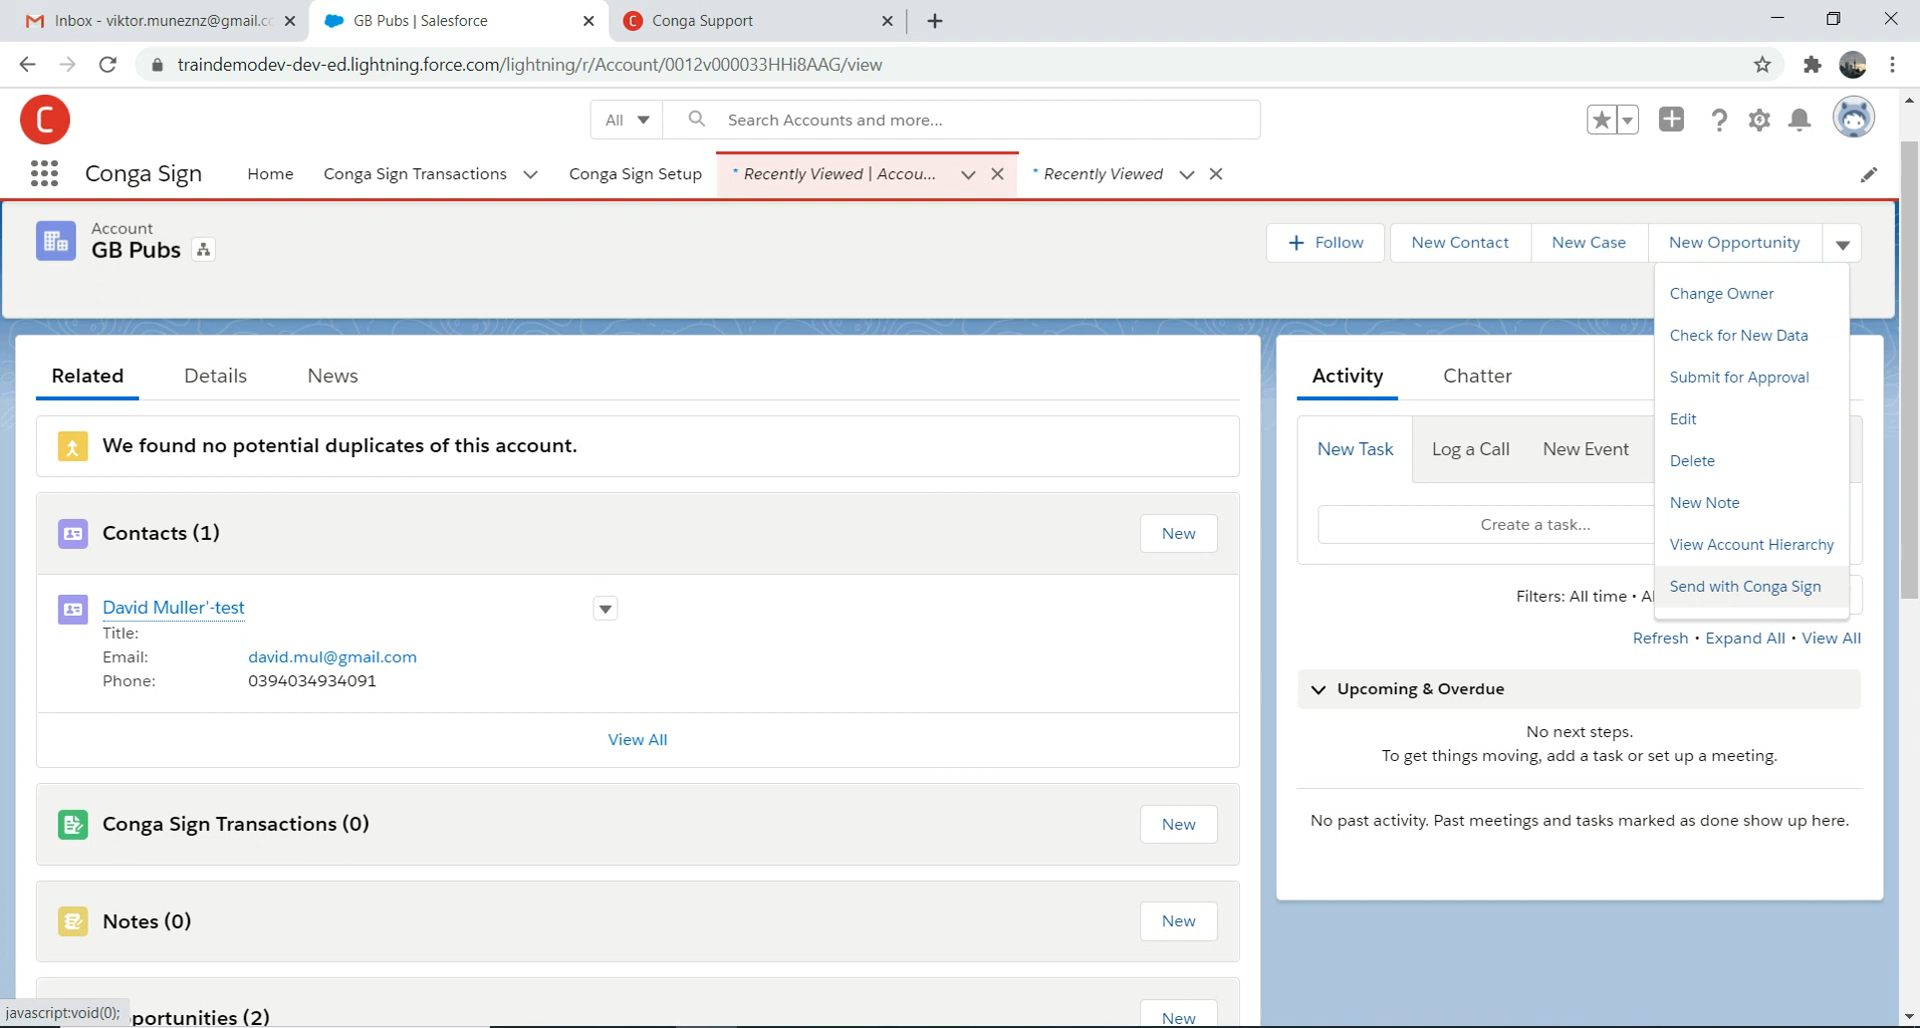 Inbox - viktor.muneznz@gmail.cc
GB Pubs | Salesforce
Conga Support
traindemodev-dev-ed.lightning.force.com/lightning/r/Account/0012v000033HHi8AAG/view
C
All
Search Accounts and more...
Conga Sign
Home
Conga Sign Transactions
Conga Sign Setup
* Recently Viewed | Accou...
* Recently Viewed
Account
GB Pubs
+ Follow
New Contact
New Case
New Opportunity
Change Owner
Check for New Data
Submit for Approval
Edit
Delete
New Note
View Account Hierarchy
Send with Conga Sign
Related
Details
News
We found no potential duplicates of this account.
Contacts (1)
New
David Muller'-test
Title:
Email: david.mul@gmail.com
Phone: 0394034934091
View All
Conga Sign Transactions (0)
New
Notes (0)
New
portunities (2)
New
javascript:void(0);
Activity
Chatter
New Task
Log a Call
New Event
Create a task...
Filters: All time •
Refresh • Expand All • View All
Upcoming & Overdue
No next steps.
To get things moving, add a task or set up a meeting.
No past activity. Past meetings and tasks marked as done show up here.